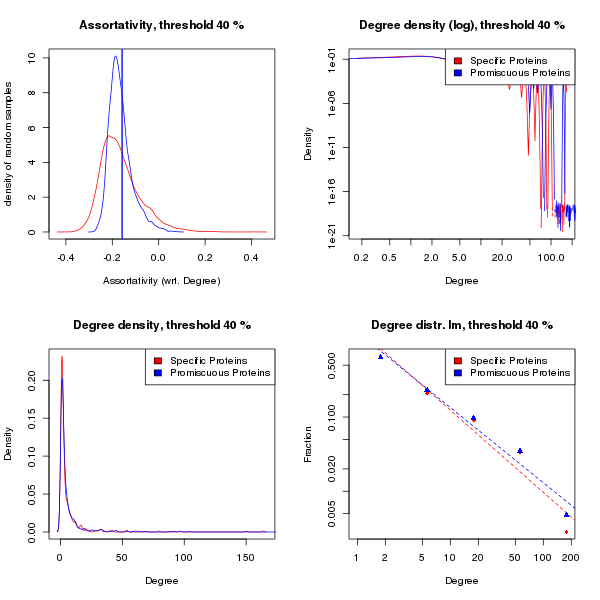 Assortativity, threshold 40 %
density of random samples
0 2 4 6 8 10
-0.4 -0.2 0.0 0.2 0.4
Assortativity (wrt. Degree)
Degree density (log), threshold 40 %
Specific Proteins
Promiscuous Proteins
Density
1e-21 1e-16 1e-11 1e-06 1e-01
0.2 0.5 2.0 5.0 20.0 100.0
Degree
Degree density, threshold 40 %
Specific Proteins
Promiscuous Proteins
Density
0.00 0.05 0.10 0.15 0.20
0 50 100 150
Degree
Degree distr. lm, threshold 40 %
Specific Proteins
Promiscuous Proteins
Fraction
0.005 0.020 0.100 0.500
1 2 5 10 20 50 100 200
Degree